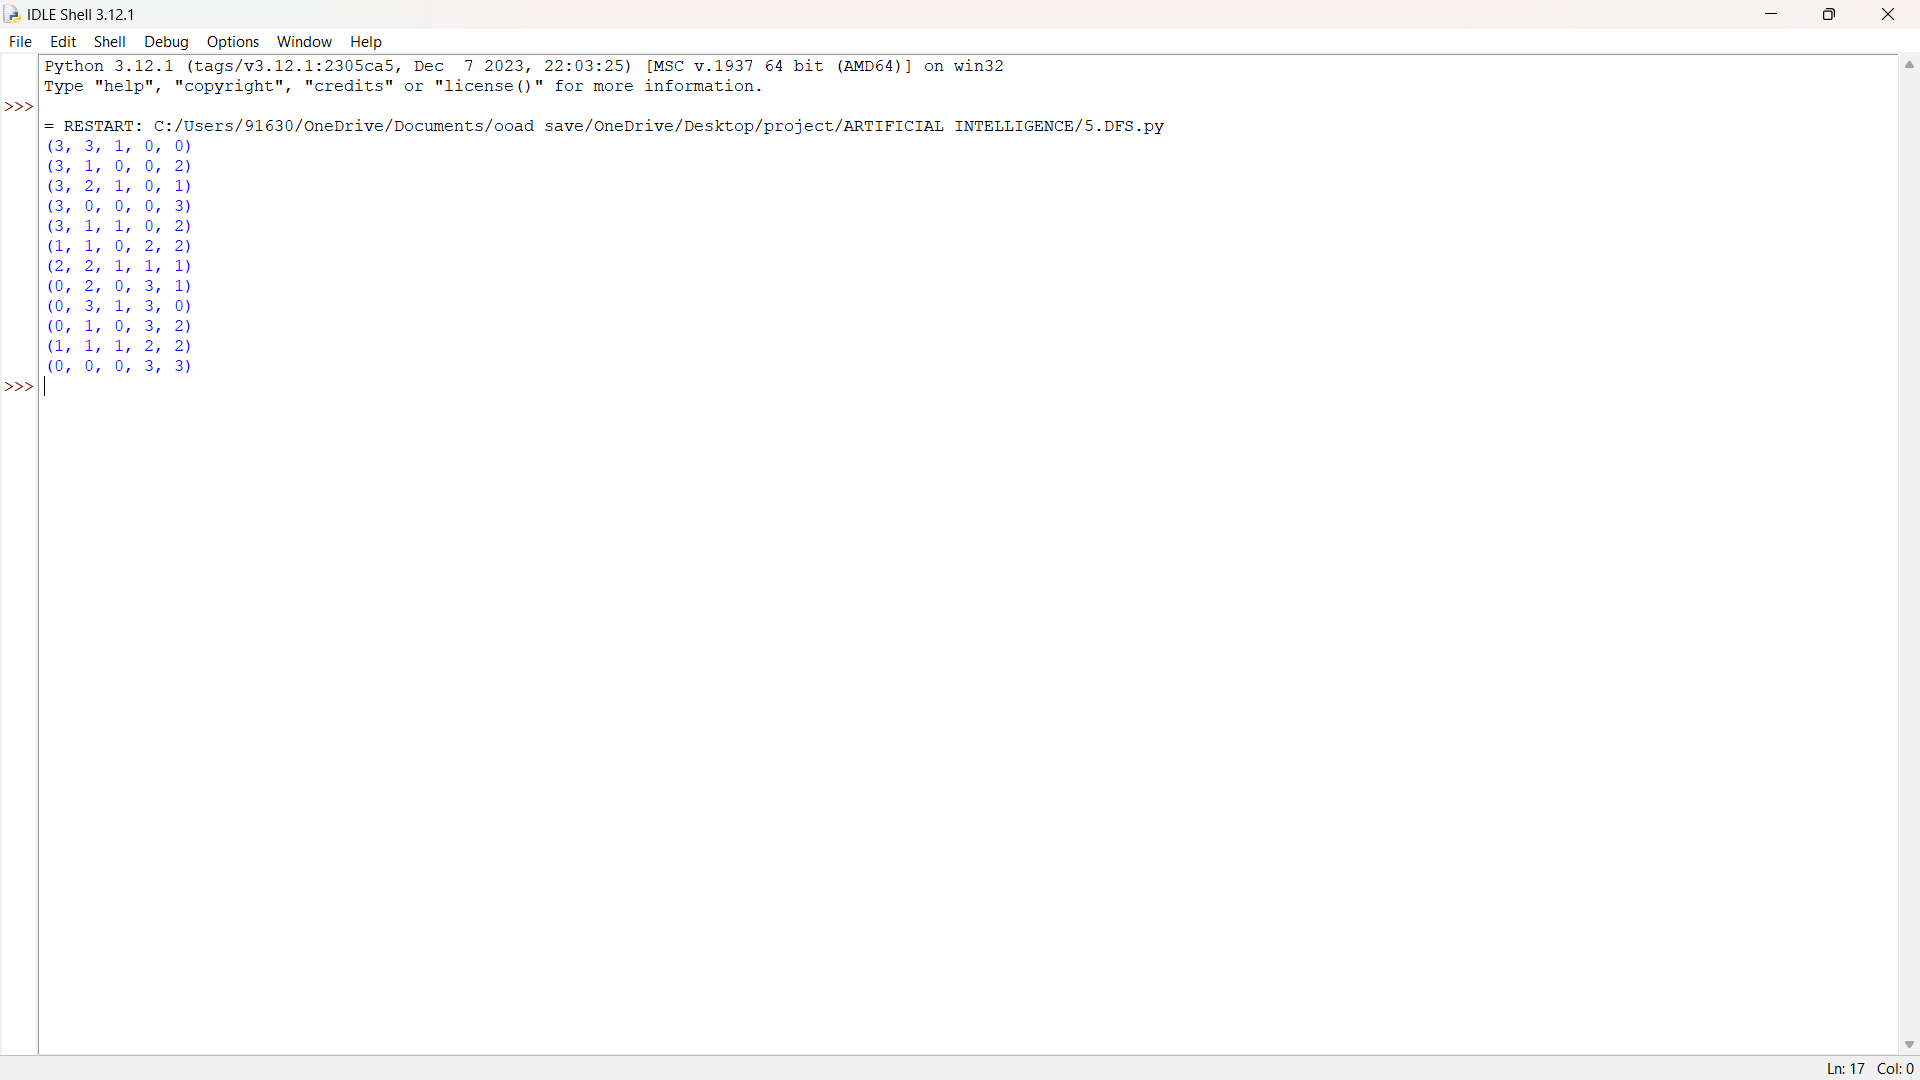 IDLE Shell 3.12.1
File Edit Shell Debug Options Window Help
Python 3.12.1 (tags/v3.12.1:2305ca5, Dec  7 2023, 22:03:25) [MSC v.1937 64 bit (AMD64)] on win32
Type "help", "copyright", "credits" or "license()" for more information.
>>>
= RESTART: C:/Users/91630/OneDrive/Documents/ooad save/OneDrive/Desktop/project/ARTIFICIAL INTELLIGENCE/5.DFS.py
(3, 3, 1, 0, 0)
(3, 1, 0, 0, 2)
(3, 2, 1, 0, 1)
(3, 0, 0, 0, 3)
(3, 1, 1, 0, 2)
(1, 1, 0, 2, 2)
(2, 2, 1, 1, 1)
(0, 2, 0, 3, 1)
(0, 3, 1, 3, 0)
(0, 1, 0, 3, 2)
(1, 1, 1, 2, 2)
(0, 0, 0, 3, 3)
>>>
Ln: 17 Col: 0